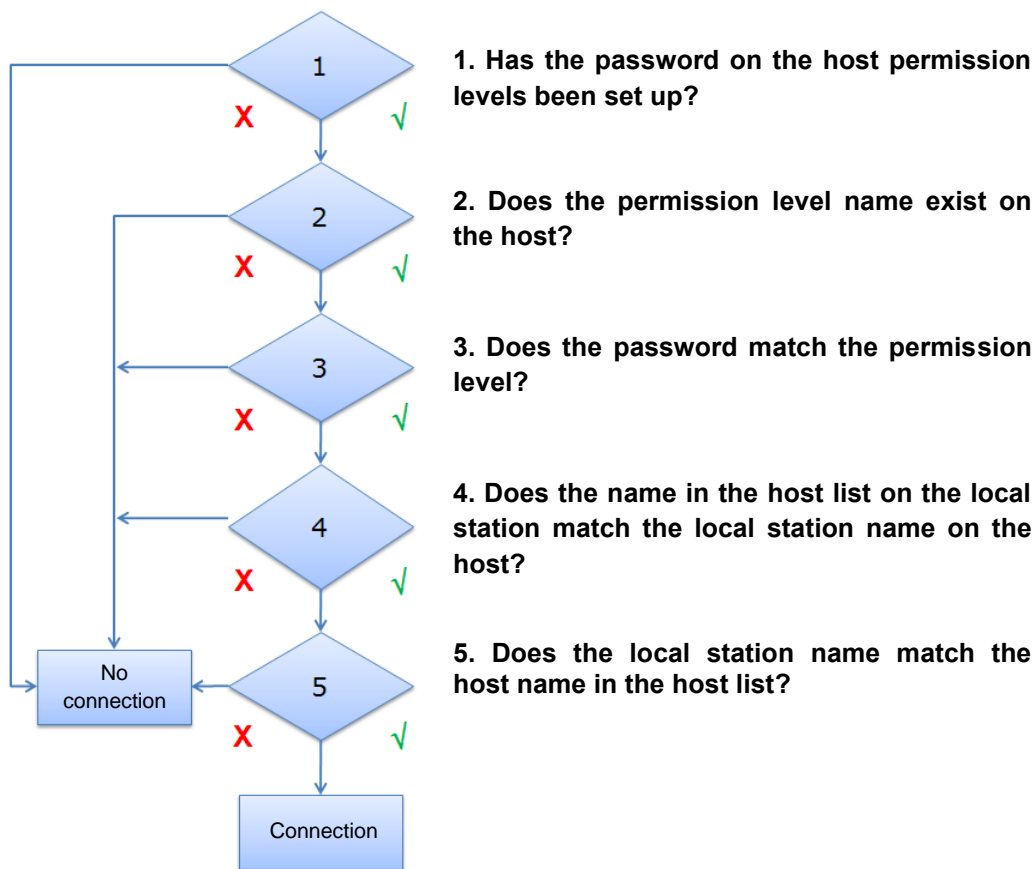 1
1. Has the password on the host permission
levels been set up?
X √
2
2. Does the permission level name exist on
the host?
X √
3
3. Does the password match the permission
level?
X √
4
4. Does the name in the host list on the local
station match the local station name on the
host?
X √
5
5. Does the local station name match the
host name in the host list?
No
connection
X √
Connection